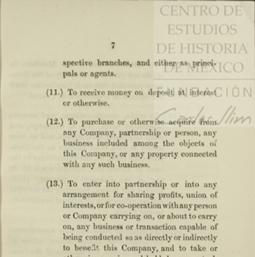 CENTRO DE
ESTUDIOS
DE HISTORIA
DE MÉXICO
FUNDACIÓN
Carlos Slim
7
spective branches, and either as princi-
pals or agents.
(11.) To receive money on deposit at interest
or otherwise.
(12.) To purchase or otherwise acquire from
any Company, partnership or person, any
business included among the objects of
this Company, or any property connected
with any such business.
(13.) To enter into partnership or into any
arrangement for sharing profits, union of
interests, or for co-operation with any person
or Company carrying on, or about to carry
on, any business or transaction capable of
being conducted so as directly or indirectly
to benefit this Company, and to take or